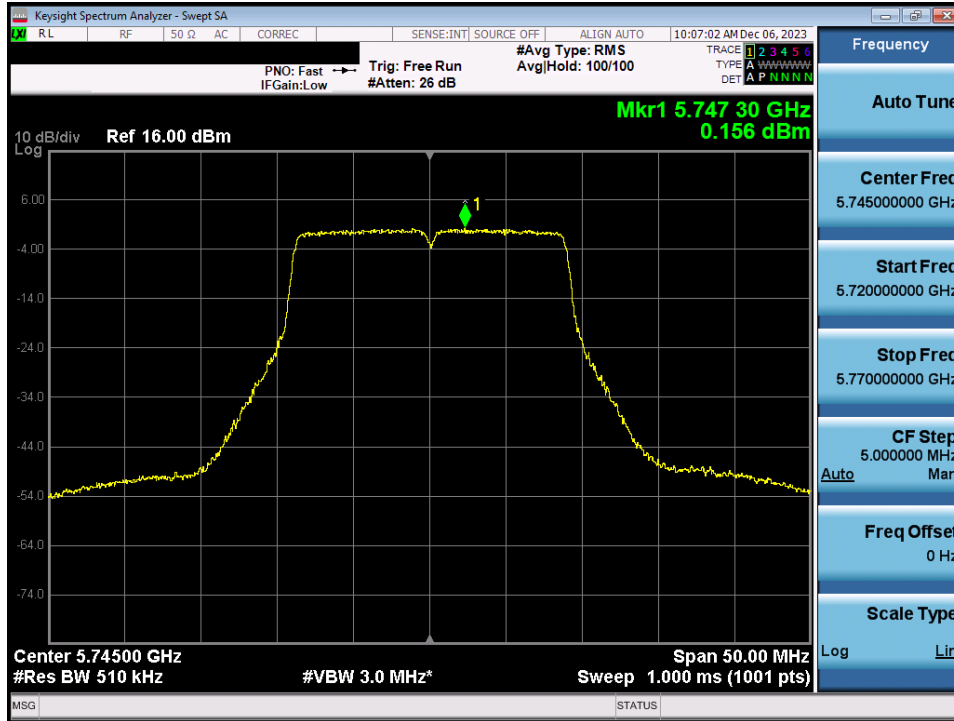 Keysight Spectrum Analyzer - Swept SA
LXI RL RF 50 Ω AC CORREC SENSE:INT SOURCE OFF ALIGN AUTO 10:07:02 AM Dec 06, 2023
PNO: Fast
IFGain:Low
Trig: Free Run
#Atten: 26 dB
#Avg Type: RMS
Avg|Hold: 100/100
TRACE 1 2 3 4 5 6
TYPE A WWWWW
DET A P N N N N
Mkr1 5.747 30 GHz
0.156 dBm
10 dB/div Ref 16.00 dBm
Log
1
6.00
-4.00
-14.0
-24.0
-34.0
-44.0
-54.0
-64.0
-74.0
Center 5.74500 GHz Span 50.00 MHz
#Res BW 510 kHz #VBW 3.0 MHz* Sweep 1.000 ms (1001 pts)
MSG STATUS
Frequency
Auto Tune
Center Freq
5.745000000 GHz
Start Freq
5.720000000 GHz
Stop Freq
5.770000000 GHz
CF Step
5.000000 MHz
Auto Man
Freq Offset
0 Hz
Scale Type
Log Lin